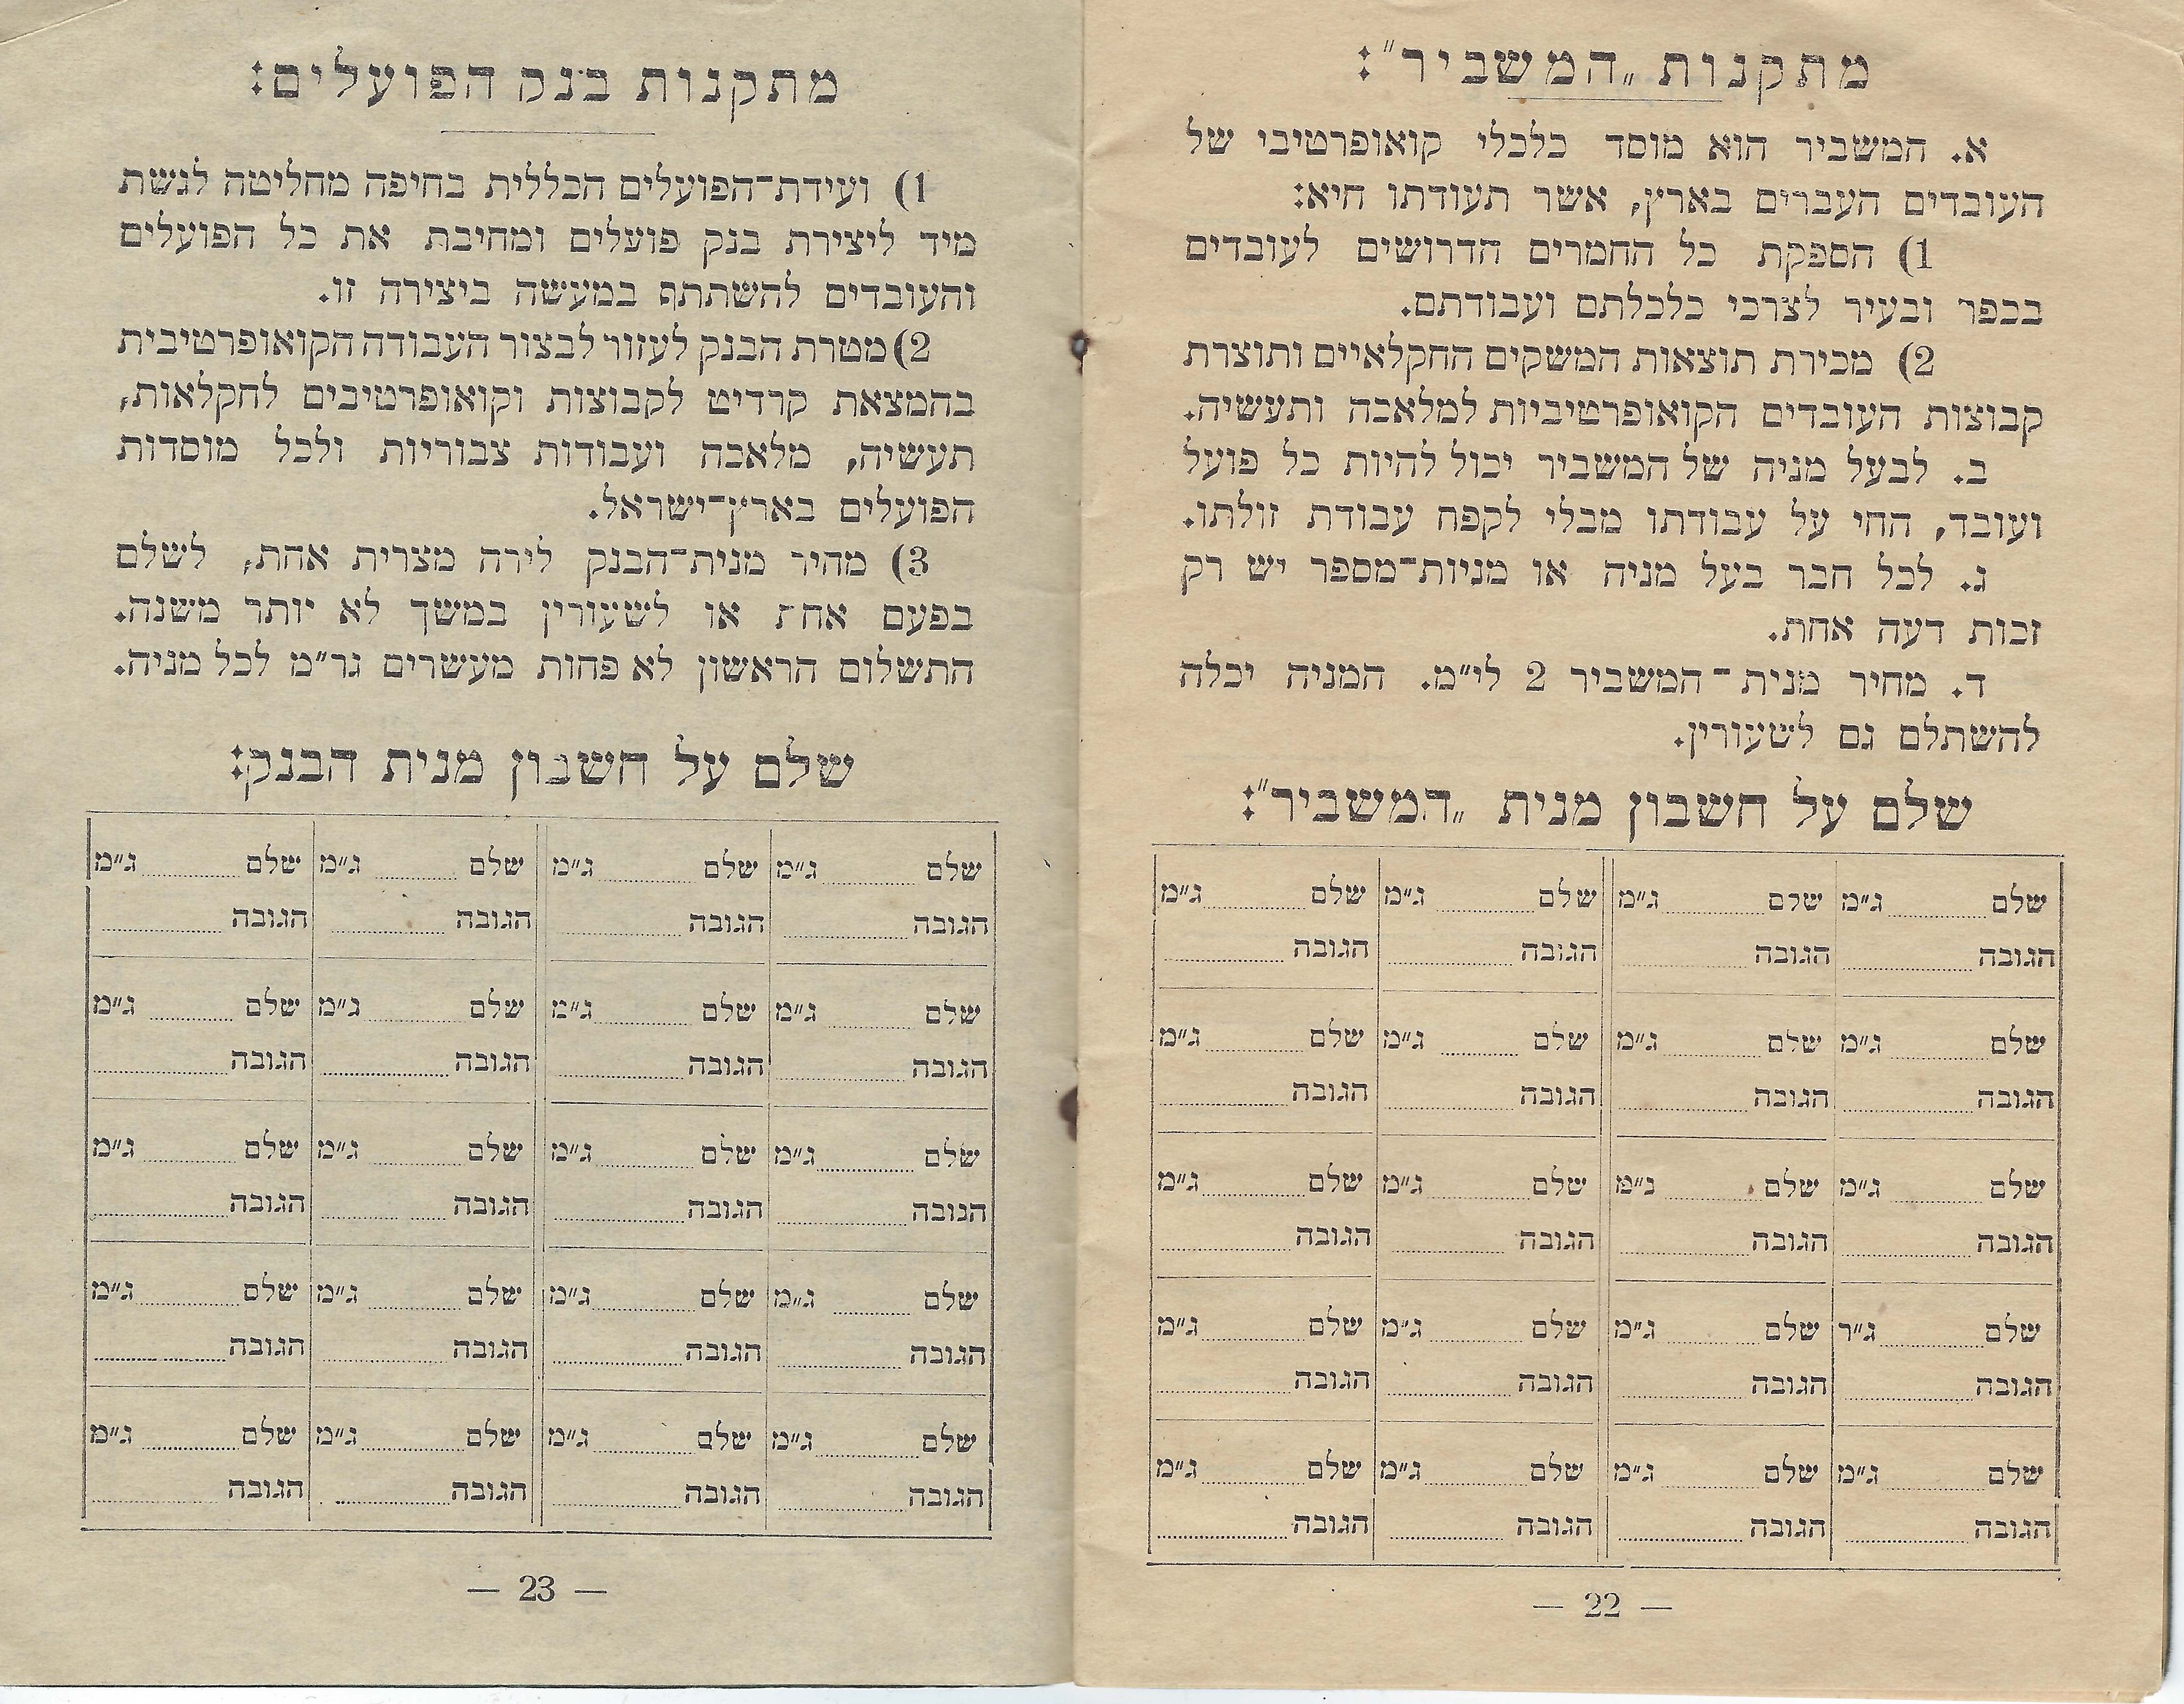 מתקנות „המשביר":
א. המשביר הוא מוסד כלכלי קואופרטיבי של
העובדים העברים בארץ, אשר תעודתו היא:
1) הספקת כל החמרים הדרושים לעובדים
בכפר ובעיר לצרכי כלכלתם ועבודתם.
2) מכירת תוצאות המשקים החקלאיים ותוצרת
קבוצות העובדים הקואופרטיביות למלאכה ותעשיה.
ב. לבעל מניה של המשביר יכול להיות כל פועל
ועובד, החי על עבודתו מבלי לקפח עבודת זולתו.
ג. לכל חבר בעל מניה או מניות־מספר יש רק
זכות דעה אחת.
ד. מחיר מנית־המשביר 2 לי"מ. המניה יכלה
להשתלם גם לשעורין.
שלם על חשבון מנית „המשביר":
שלם ג"מ שלם ג"מ שלם ג"מ שלם ג"מ
הגובה הגובה הגובה הגובה
שלם ג"מ שלם ג"מ שלם ג"מ שלם ג"מ
הגובה הגובה הגובה הגובה
שלם ג"מ שלם ג"מ שלם ג"מ שלם ג"מ
הגובה הגובה הגובה הגובה
שלם ג"ר שלם ג"מ שלם ג"מ שלם ג"מ
הגובה הגובה הגובה הגובה
שלם ג"מ שלם ג"מ שלם ג"מ שלם ג"מ
הגובה הגובה הגובה הגובה
— 22 —
מתקנות בנק הפועלים:
1) ועידת־הפועלים הכללית בחיפה מחליטה לגשת
מיד ליצירת בנק פועלים ומחיבת את כל הפועלים
והעובדים להשתתף במעשה ביצירה זו.
2) מטרת הבנק לעזור לבצור העבודה הקואופרטיבית
בהמצאת קרדיט לקבוצות וקואופרטיבים לחקלאות,
תעשיה, מלאכה ועבודות צבוריות ולכל מוסדות
הפועלים בארץ־ישראל.
3) מחיר מנית־הבנק לירה מצרית אחת, לשלם
בפעם אחת או לשעורין במשך לא יותר משנה.
התשלום הראשון לא פחות מעשרים גר"מ לכל מניה.
שלם על חשבון מנית הבנק:
שלם ג"מ שלם ג"מ שלם ג"מ שלם ג"מ
הגובה הגובה הגובה הגובה
שלם ג"מ שלם ג"מ שלם ג"מ שלם ג"מ
הגובה הגובה הגובה הגובה
שלם ג"מ שלם ג"מ שלם ג"מ שלם ג"מ
הגובה הגובה הגובה הגובה
שלם ג"מ שלם ג"מ שלם ג"מ שלם ג"מ
הגובה הגובה הגובה הגובה
שלם ג"מ שלם ג"מ שלם ג"מ שלם ג"מ
הגובה הגובה הגובה הגובה
— 23 —